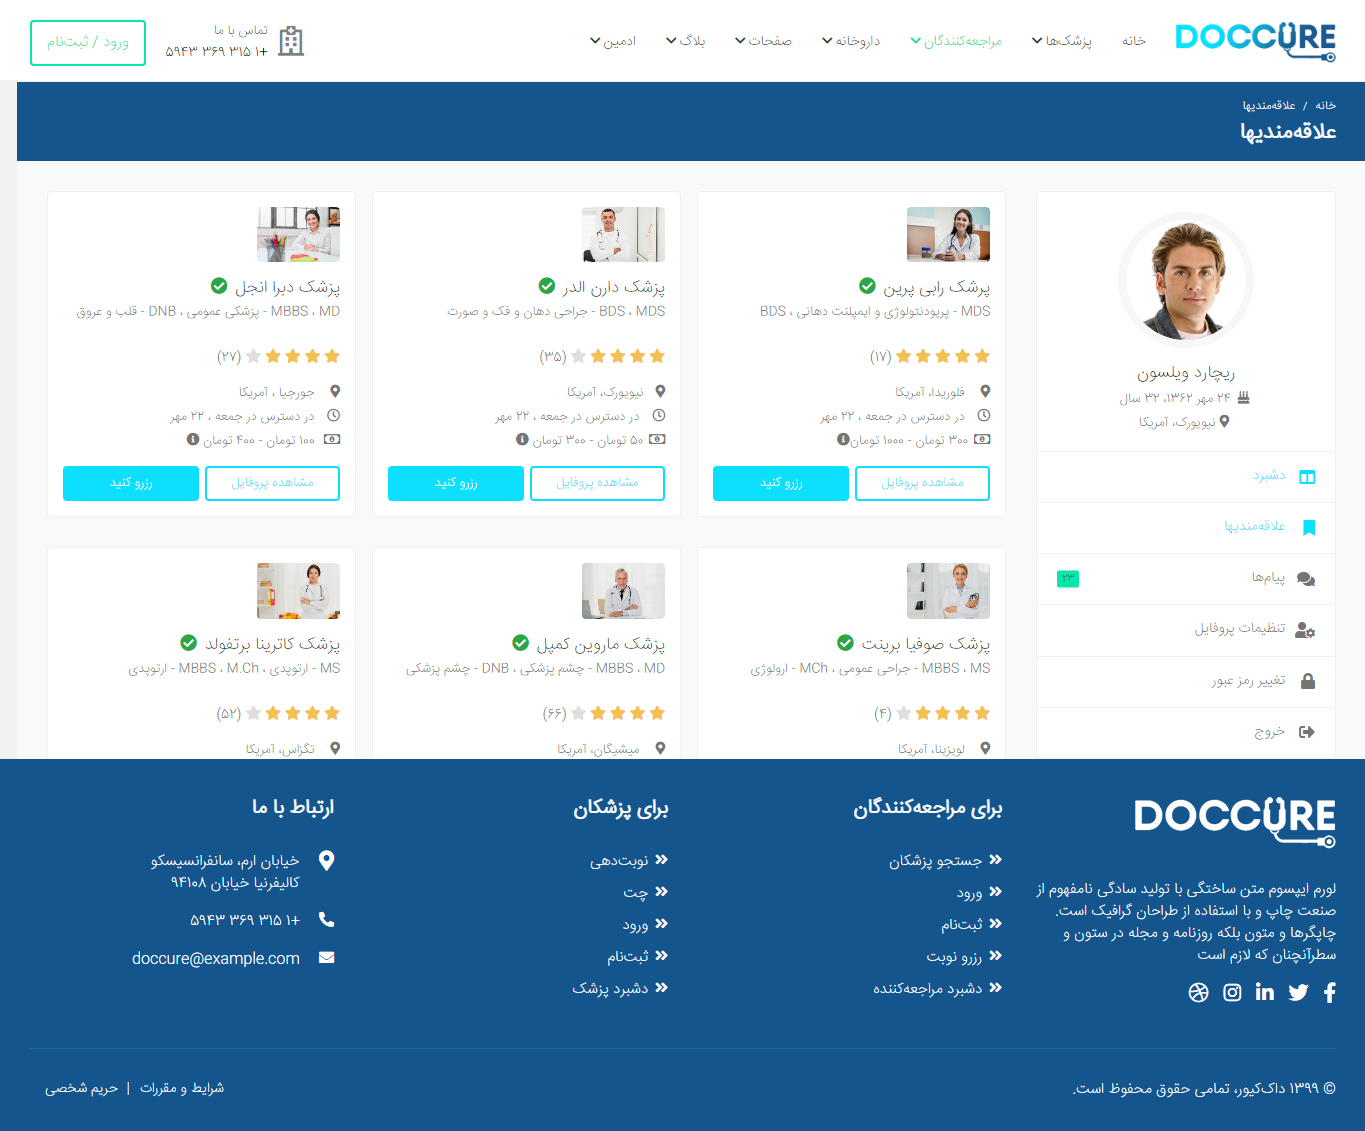 DOCCURE
خانه
پزشک‌ها
مراجعه‌کنندگان
داروخانه
صفحات
بلاگ
ادمین
تماس با ما
+۱ ۳۱۵ ۳۶۹ ۵۹۴۳
ورود / ثبت‌نام
خانه / علاقه‌مندیها
علاقه‌مندیها
ریچارد ویلسون
۲۴ مهر ۱۳۶۲، ۳۲ سال
نیویورک، آمریکا
دشبرد
علاقه‌مندیها
پیام‌ها ۲۳
تنظیمات پروفایل
تغییر رمز عبور
خروج
پرشک رابی پرین
MDS - پریودنتولوژی و ایمپلنت دهانی ، BDS
(۱۷)
فلوریدا، آمریکا
در دسترس در جمعه ، ۲۲ مهر
۳۰۰ تومان - ۱۰۰۰ تومان
مشاهده پروفایل
رزرو کنید
پزشک دارن الدر
BDS ، MDS - جراحی دهان و فک و صورت
(۳۵)
نیویورک، آمریکا
در دسترس در جمعه ، ۲۲ مهر
۵۰ تومان - ۳۰۰ تومان
مشاهده پروفایل
رزرو کنید
پزشک دبرا انجل
MBBS ، MD - پزشکی عمومی ، DNB - قلب و عروق
(۲۷)
جورجیا ، آمریکا
در دسترس در جمعه ، ۲۲ مهر
۱۰۰ تومان - ۴۰۰ تومان
مشاهده پروفایل
رزرو کنید
پزشک صوفیا برینت
MBBS ، MS - جراحی عمومی ، MCh - ارولوژی
(۴)
لویزینا، آمریکا
پزشک ماروین کمپل
MBBS ، MD - چشم پزشکی ، DNB - چشم پزشکی
(۶۶)
میشیگان، آمریکا
پزشک کاترینا برتفولد
MS - ارتوپدی ، MBBS ، M.Ch - ارتوپدی
(۵۲)
تگزاس، آمریکا
DOCCURE
لورم ایپسوم متن ساختگی با تولید سادگی نامفهوم از
صنعت چاپ و با استفاده از طراحان گرافیک است.
چاپگرها و متون بلکه روزنامه و مجله در ستون و
سطرآنچنان که لازم است
برای مراجعه‌کنندگان
جستجو پزشکان
ورود
ثبت‌نام
رزرو نوبت
دشبرد مراجعه‌کننده
برای پزشکان
نوبت‌دهی
چت
ورود
ثبت‌نام
دشبرد پزشک
ارتباط با ما
خیابان ارم، سانفرانسیسکو
کالیفرنیا خیابان ۹۴۱۰۸
+۱ ۳۱۵ ۳۶۹ ۵۹۴۳
doccure@example.com
© ۱۳۹۹ داک‌کیور، تمامی حقوق محفوظ است.
شرایط و مقررات | حریم شخصی